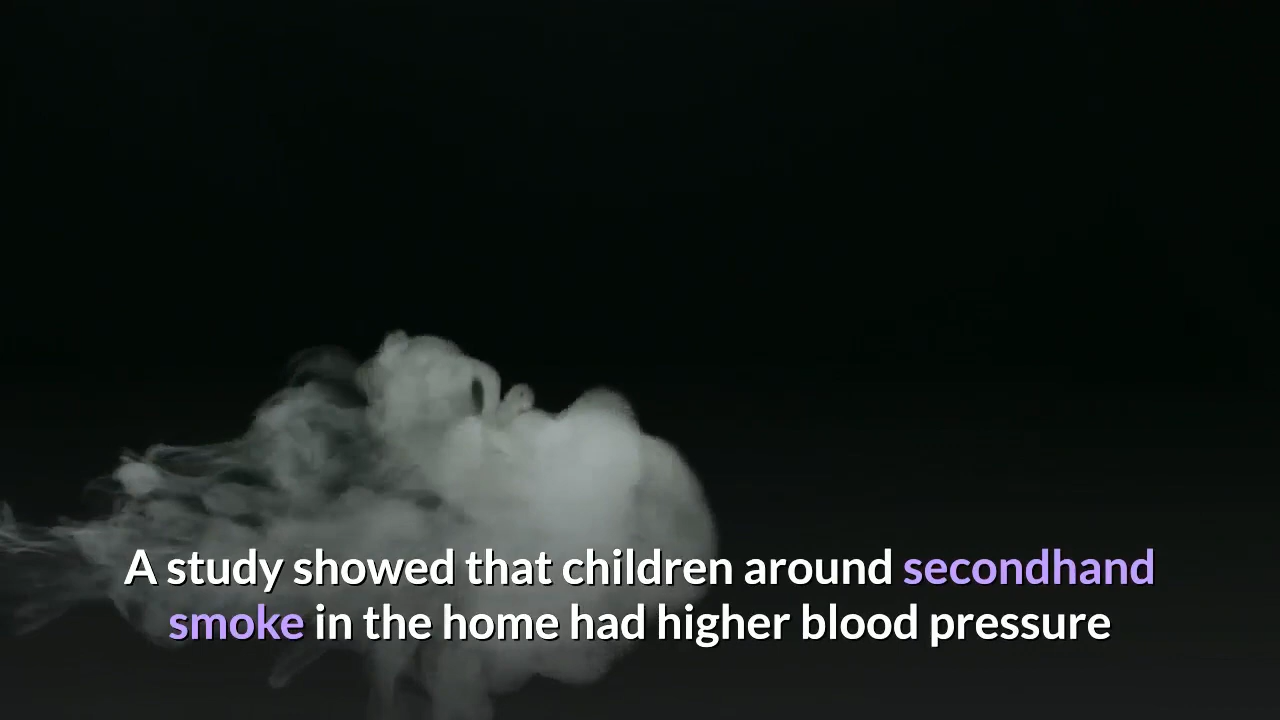 A study showed that children around secondhand
smoke in the home had higher blood pressure